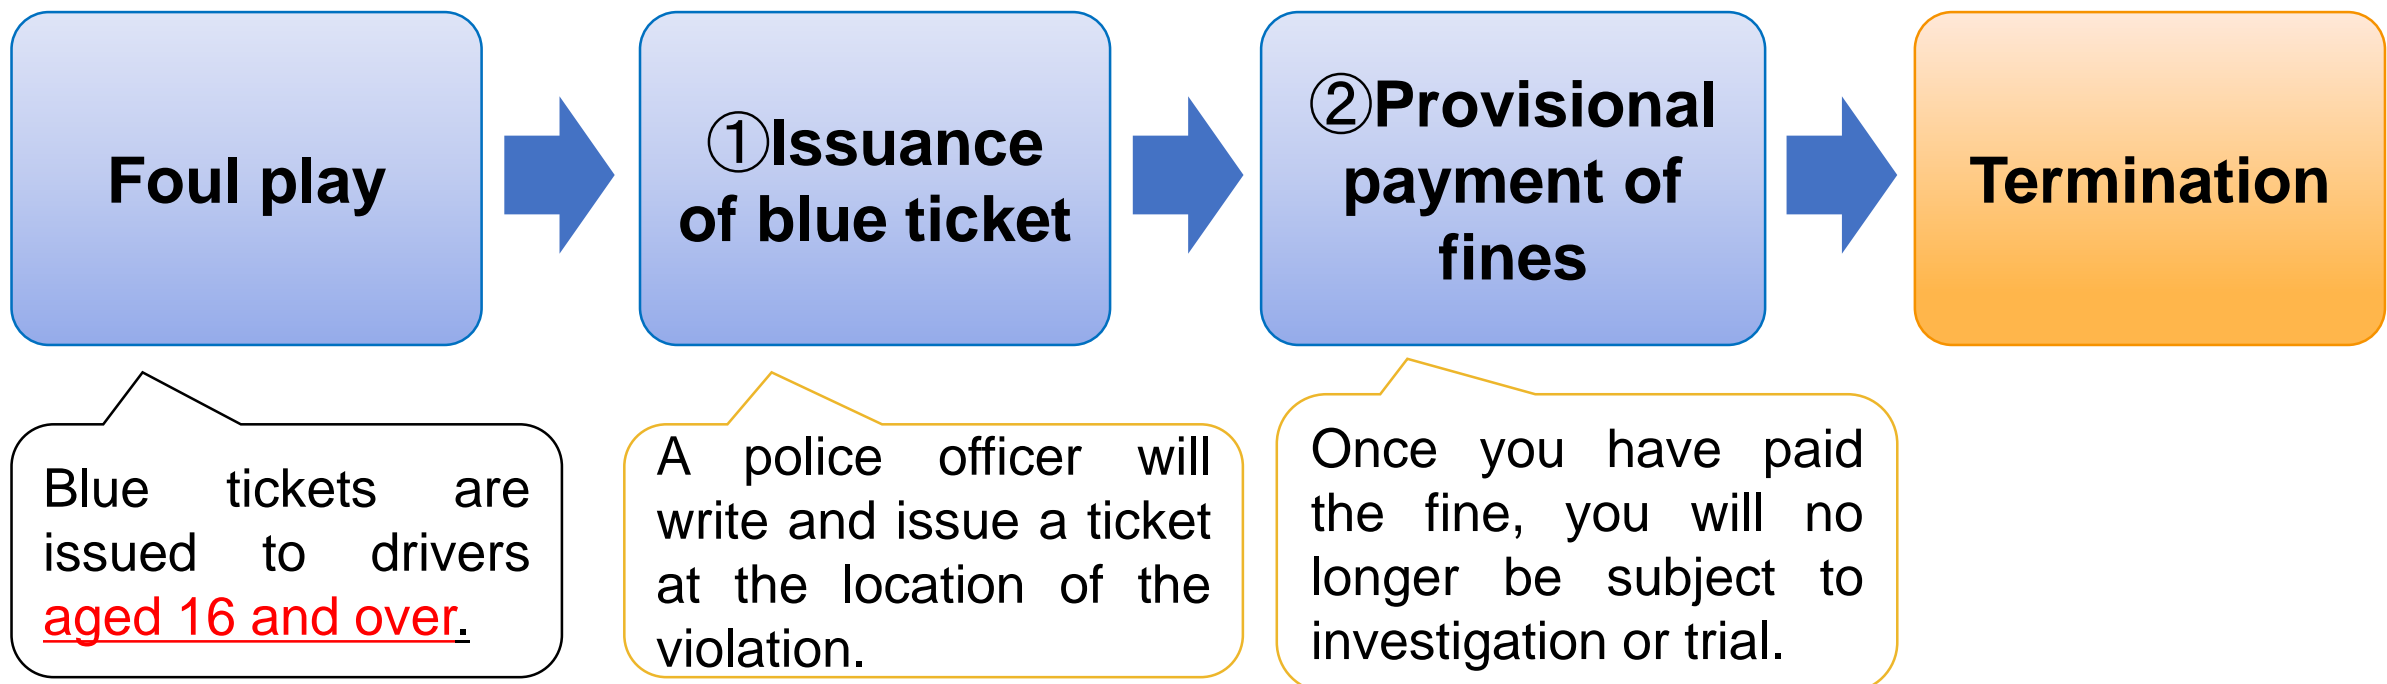 Foul play
①Issuance
of blue ticket
②Provisional
payment of
fines
Termination
Blue tickets are
issued to drivers
aged 16 and over.
A police officer will
write and issue a ticket
at the location of the
violation.
Once you have paid
the fine, you will no
longer be subject to
investigation or trial.